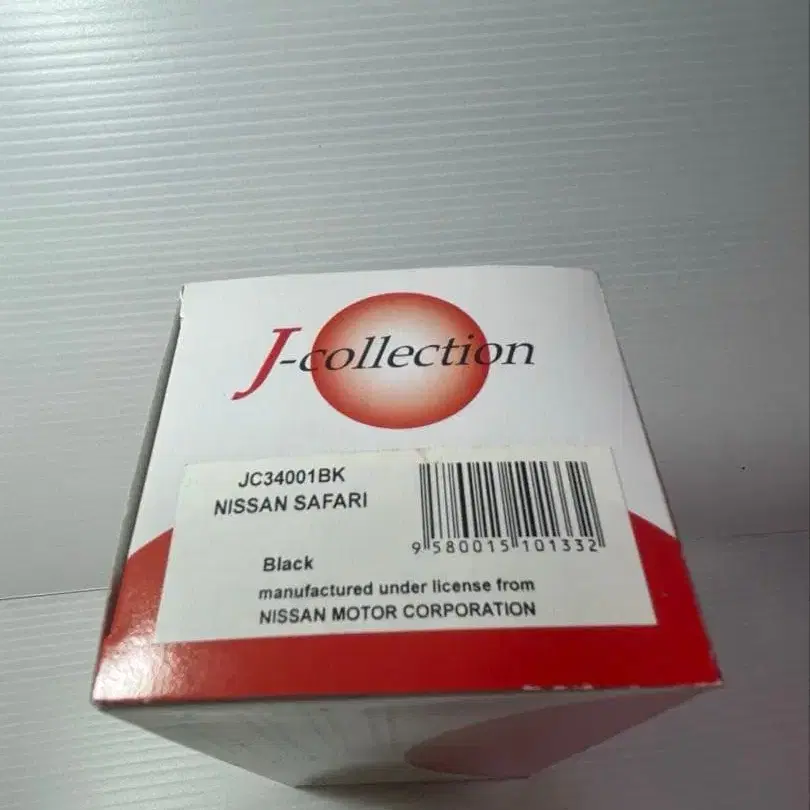 J-collection
JC34001BK
NISSAN SAFARI
9 580015 101332
Black
manufactured under license from
NISSAN MOTOR CORPORATION